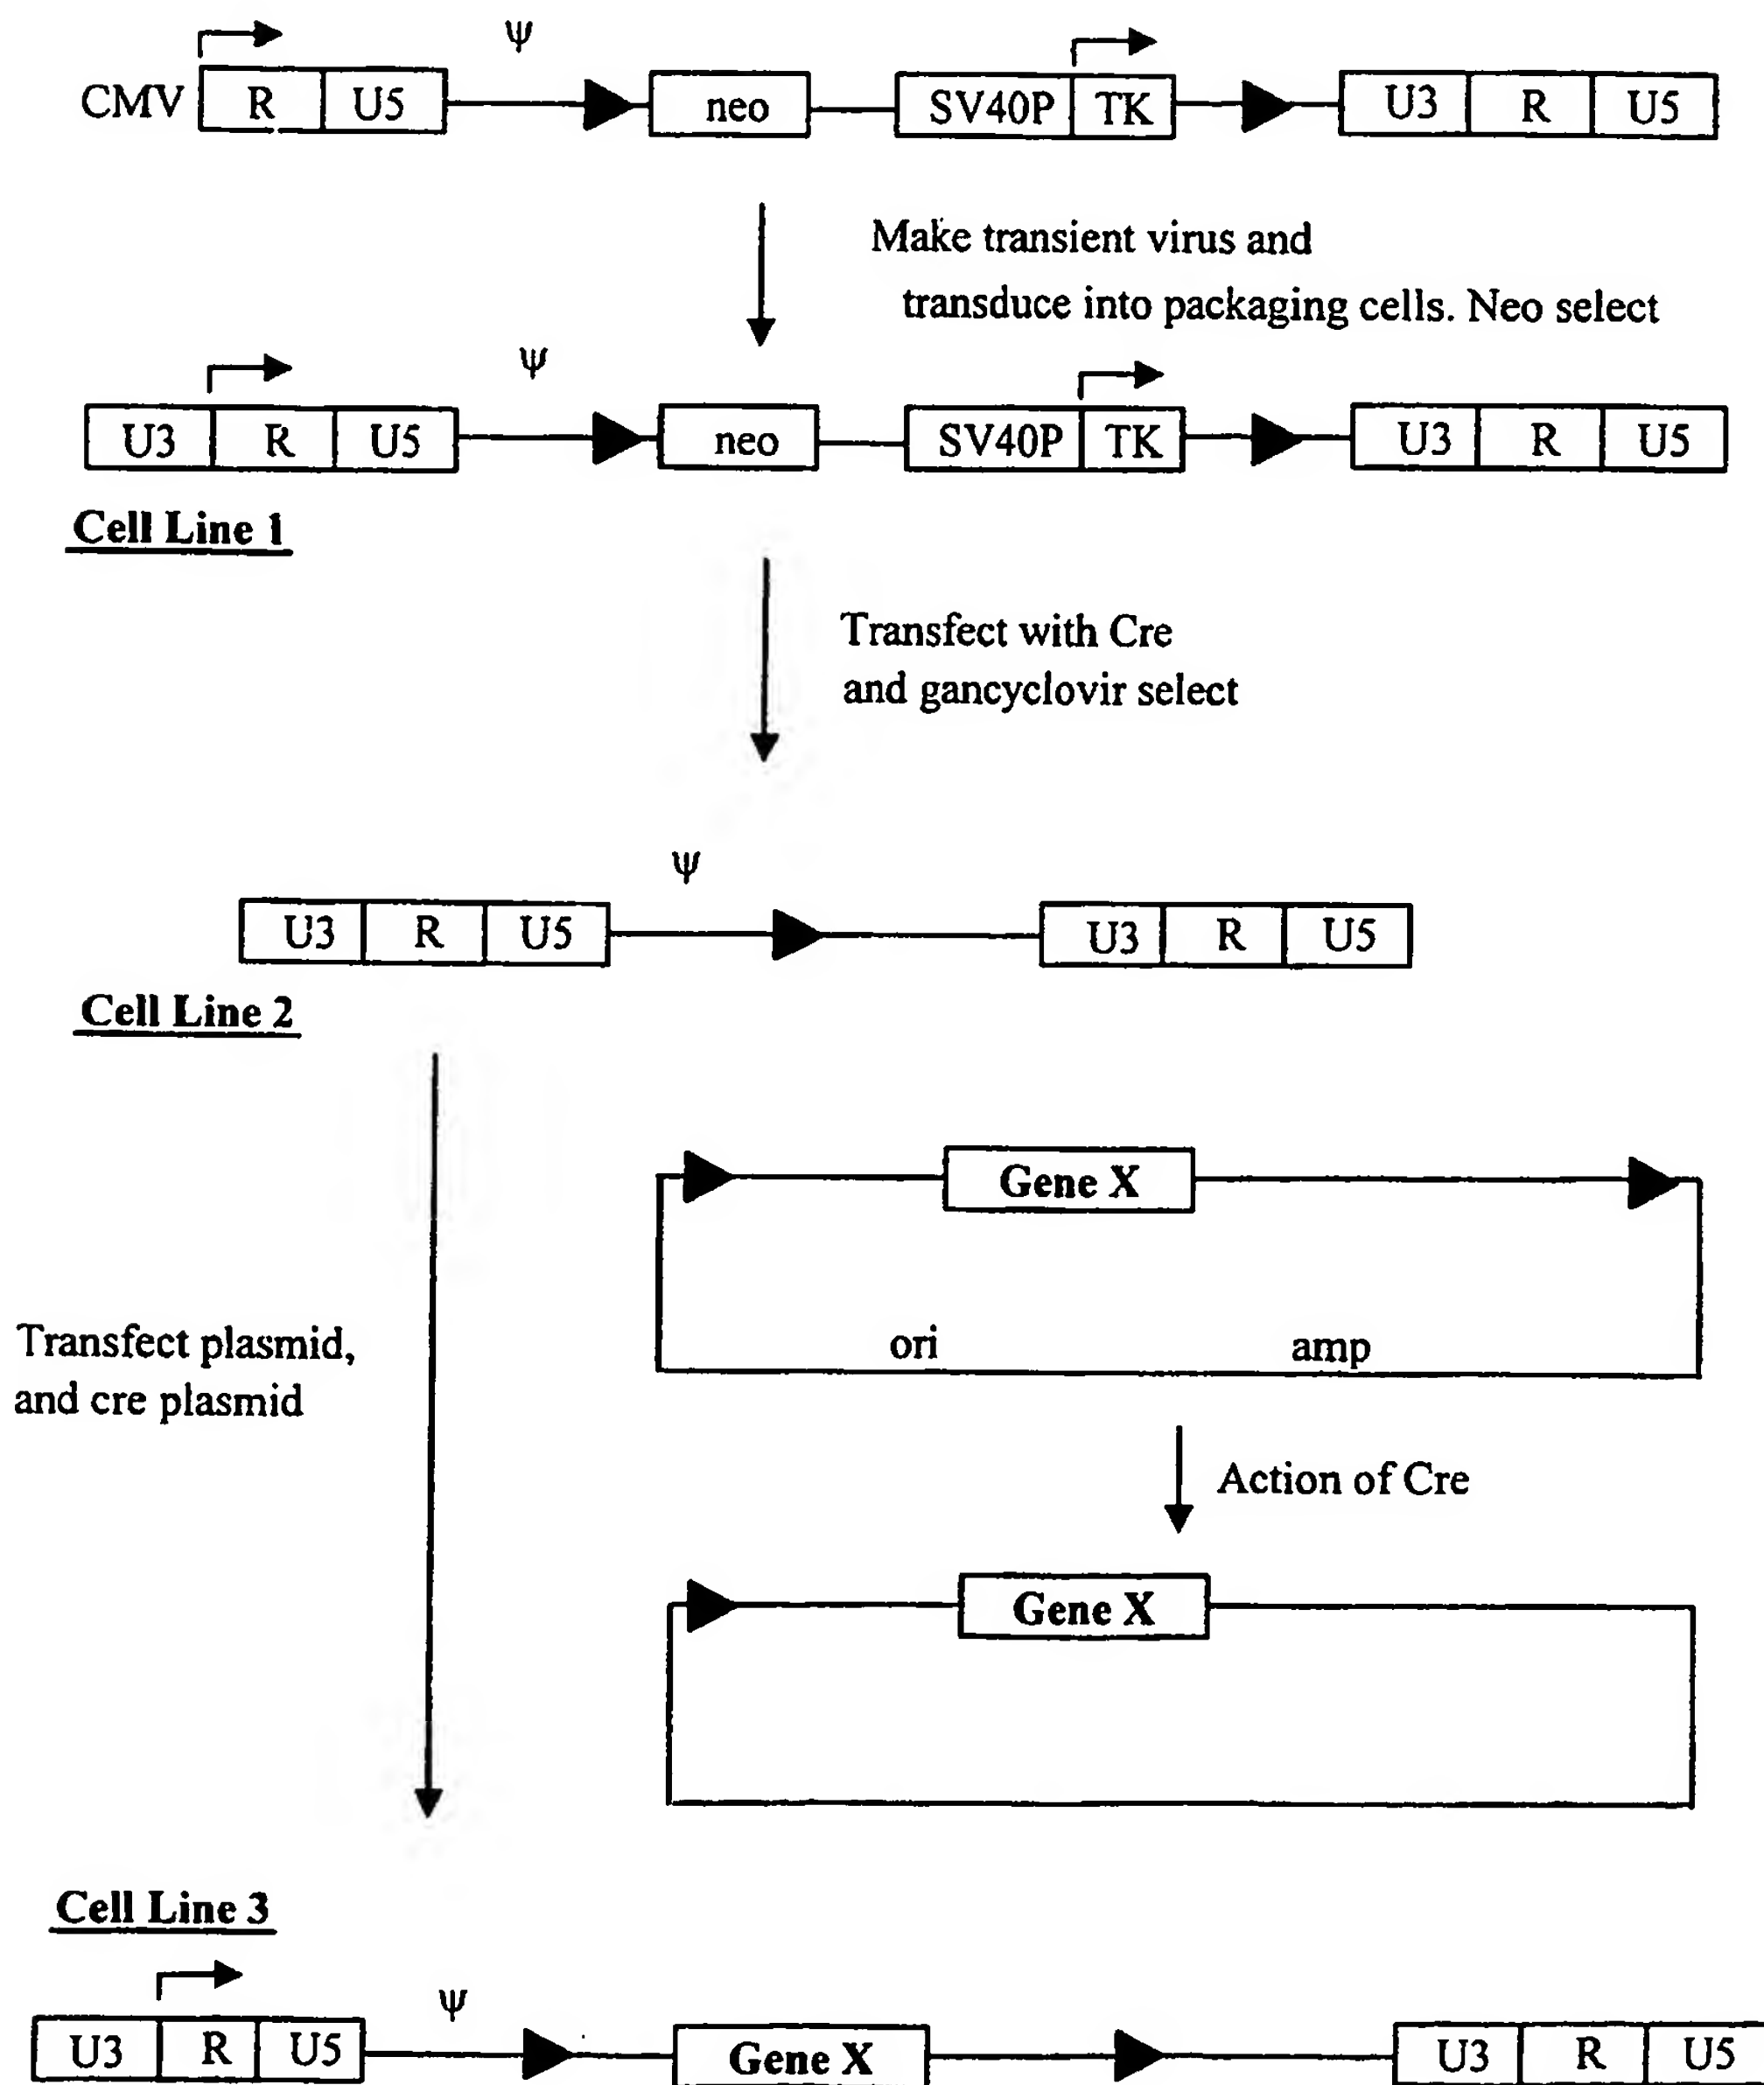 ψ
CMV R U5 neo SV40P TK U3 R U5
Make transient virus and
transduce into packaging cells. Neo select
ψ
U3 R U5 neo SV40P TK U3 R U5
Cell Line 1
Transfect with Cre
and gancyclovir select
ψ
U3 R U5 U3 R U5
Cell Line 2
Gene X
ori amp
Transfect plasmid,
and cre plasmid
Action of Cre
Gene X
Cell Line 3
ψ
U3 R U5 Gene X U3 R U5